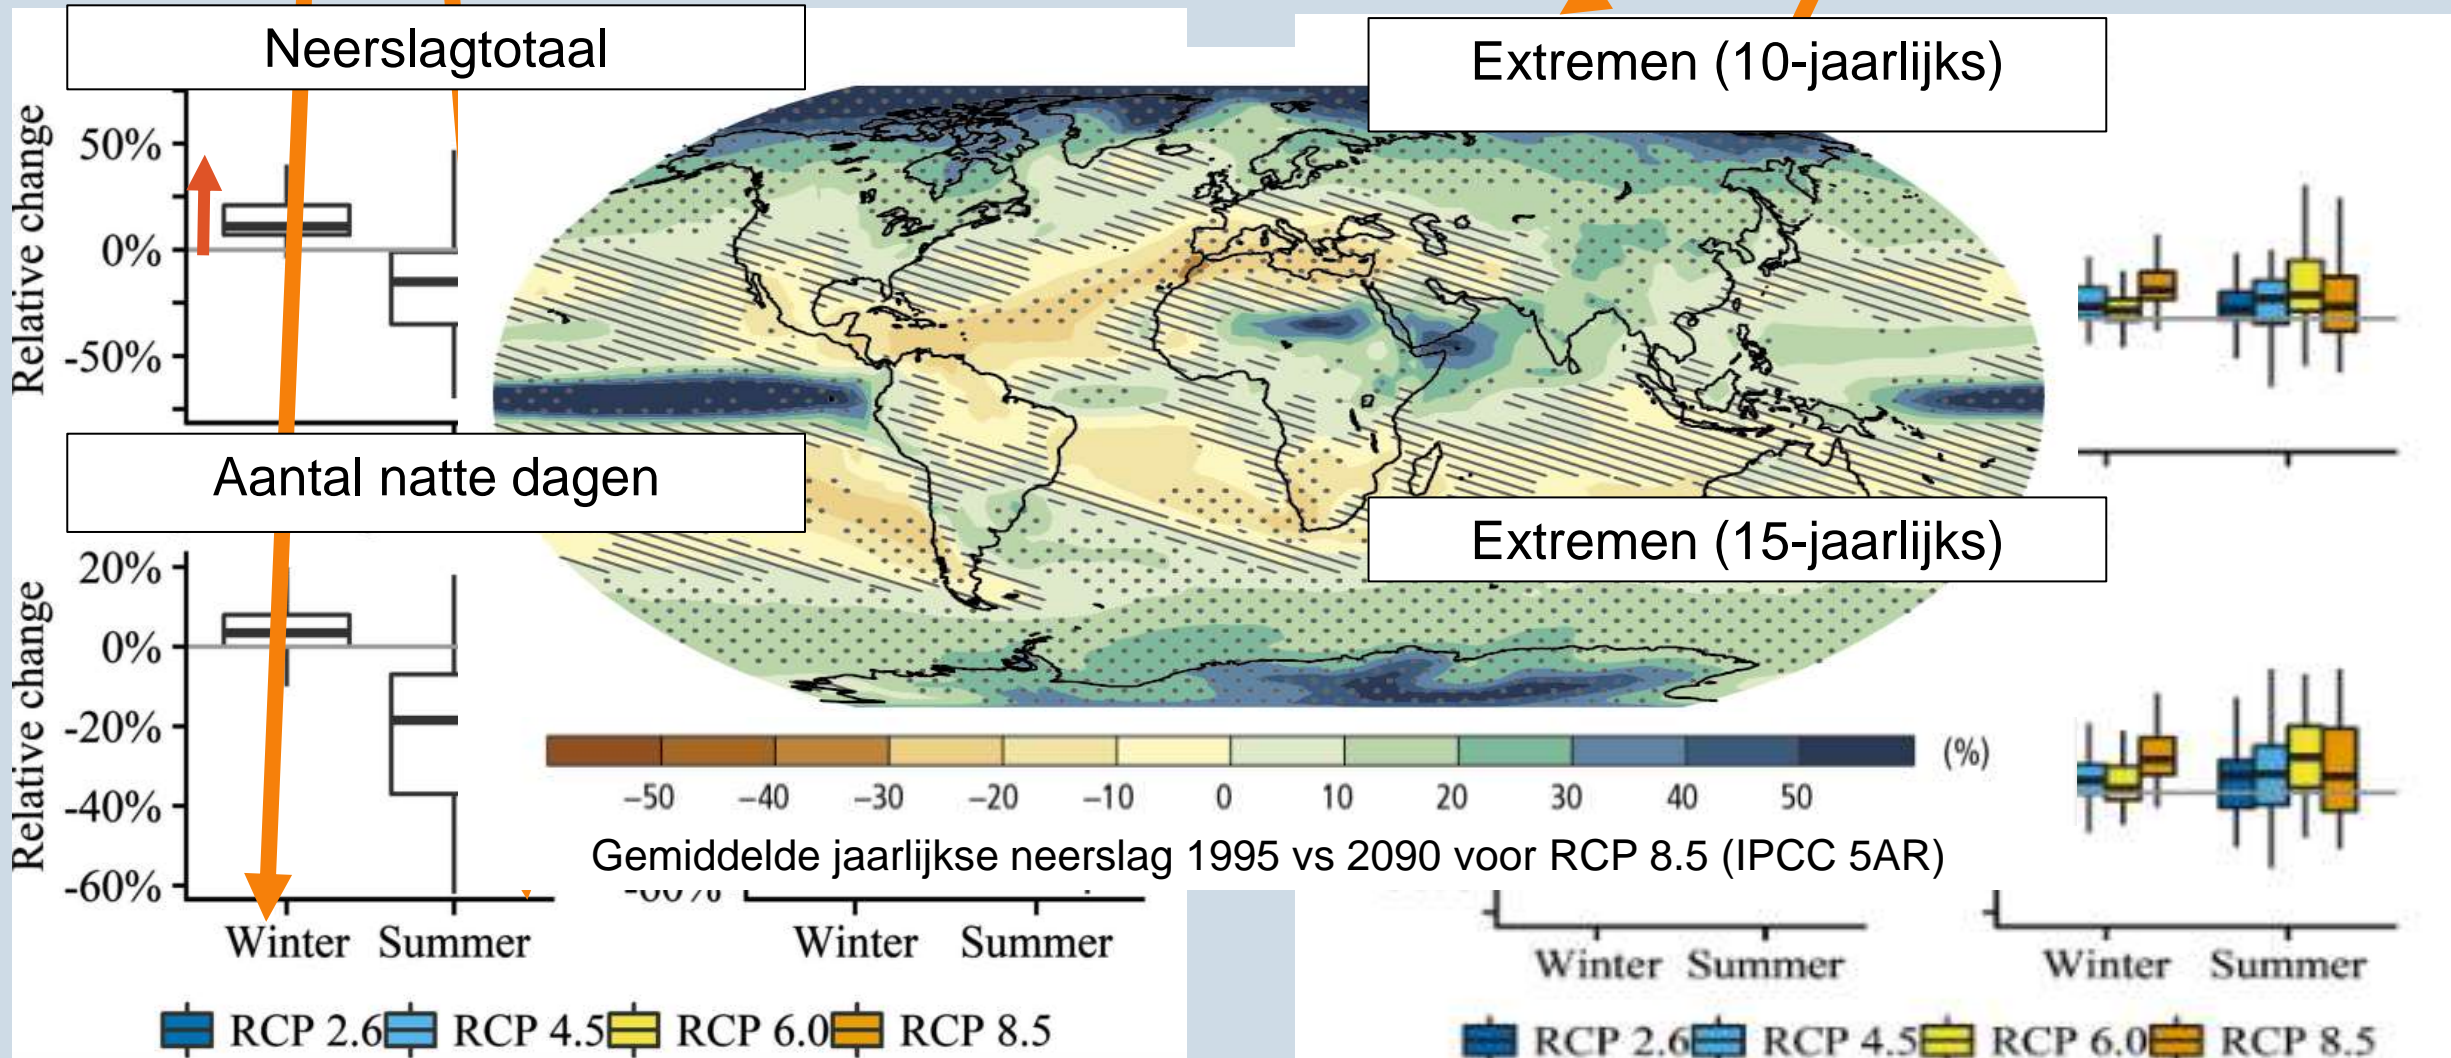 Neerslagtotaal
Extremen (10-jaarlijks)
Relative change
50%
0%
-50%
Aantal natte dagen
Extremen (15-jaarlijks)
Relative change
20%
0%
-20%
-40%
-60%
−50 −40 −30 −20 −10 0 10 20 30 40 50 (%)
Gemiddelde jaarlijkse neerslag 1995 vs 2090 voor RCP 8.5 (IPCC 5AR)
Winter Summer Winter Summer Winter Summer Winter Summer
RCP 2.6 RCP 4.5 RCP 6.0 RCP 8.5
RCP 2.6 RCP 4.5 RCP 6.0 RCP 8.5